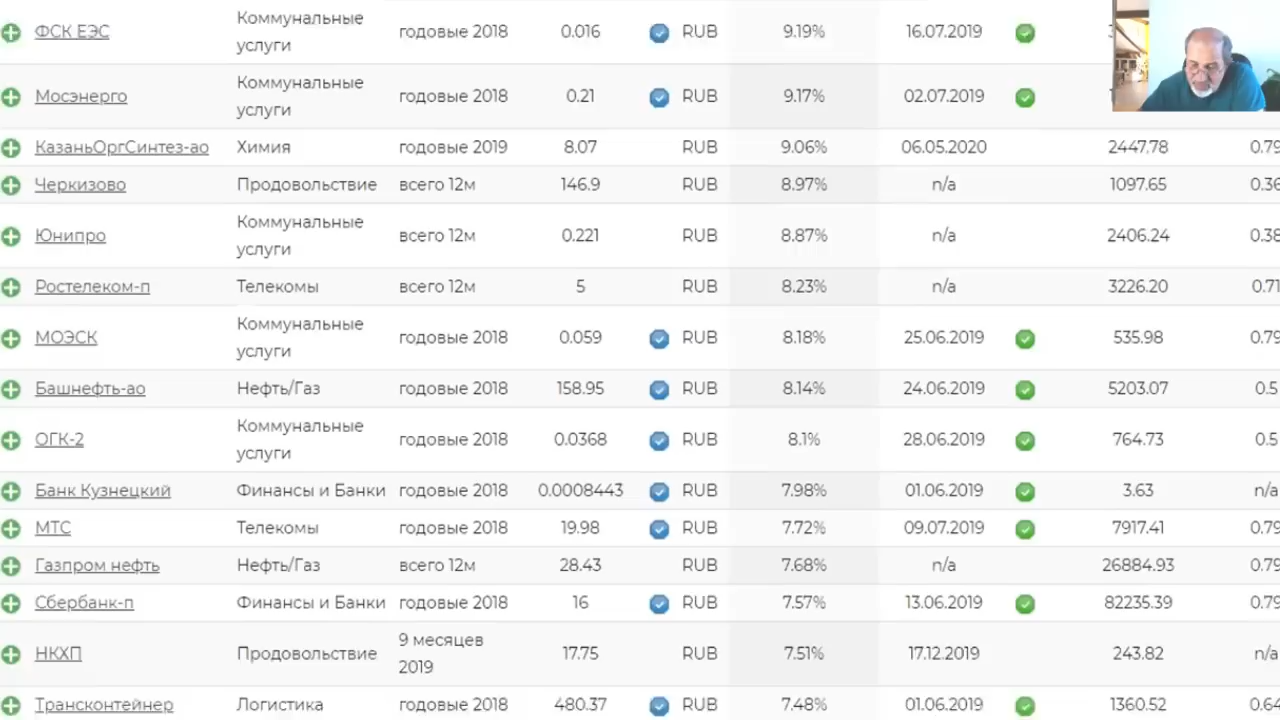 ФСК ЕЭС Коммунальные услуги годовые 2018 0.016 RUB 9.19% 16.07.2019
Мосэнерго Коммунальные услуги годовые 2018 0.21 RUB 9.17% 02.07.2019
КазаньОргСинтез-ао Химия годовые 2019 8.07 RUB 9.06% 06.05.2020 2447.78 0.79
Черкизово Продовольствие всего 12м 146.9 RUB 8.97% n/a 1097.65 0.36
Юнипро Коммунальные услуги всего 12м 0.221 RUB 8.87% n/a 2406.24 0.38
Ростелеком-п Телекомы всего 12м 5 RUB 8.23% n/a 3226.20 0.71
МОЭСК Коммунальные услуги годовые 2018 0.059 RUB 8.18% 25.06.2019 535.98 0.79
Башнефть-ао Нефть/Газ годовые 2018 158.95 RUB 8.14% 24.06.2019 5203.07 0.5
ОГК-2 Коммунальные услуги годовые 2018 0.0368 RUB 8.1% 28.06.2019 764.73 0.5
Банк Кузнецкий Финансы и Банки годовые 2018 0.0008443 RUB 7.98% 01.06.2019 3.63 n/a
МТС Телекомы годовые 2018 19.98 RUB 7.72% 09.07.2019 7917.41 0.79
Газпром нефть Нефть/Газ всего 12м 28.43 RUB 7.68% n/a 26884.93 0.79
Сбербанк-п Финансы и Банки годовые 2018 16 RUB 7.57% 13.06.2019 82235.39 0.79
НКХП Продовольствие 9 месяцев 2019 17.75 RUB 7.51% 17.12.2019 243.82 n/a
Трансконтейнер Логистика годовые 2018 480.37 RUB 7.48% 01.06.2019 1360.52 0.64